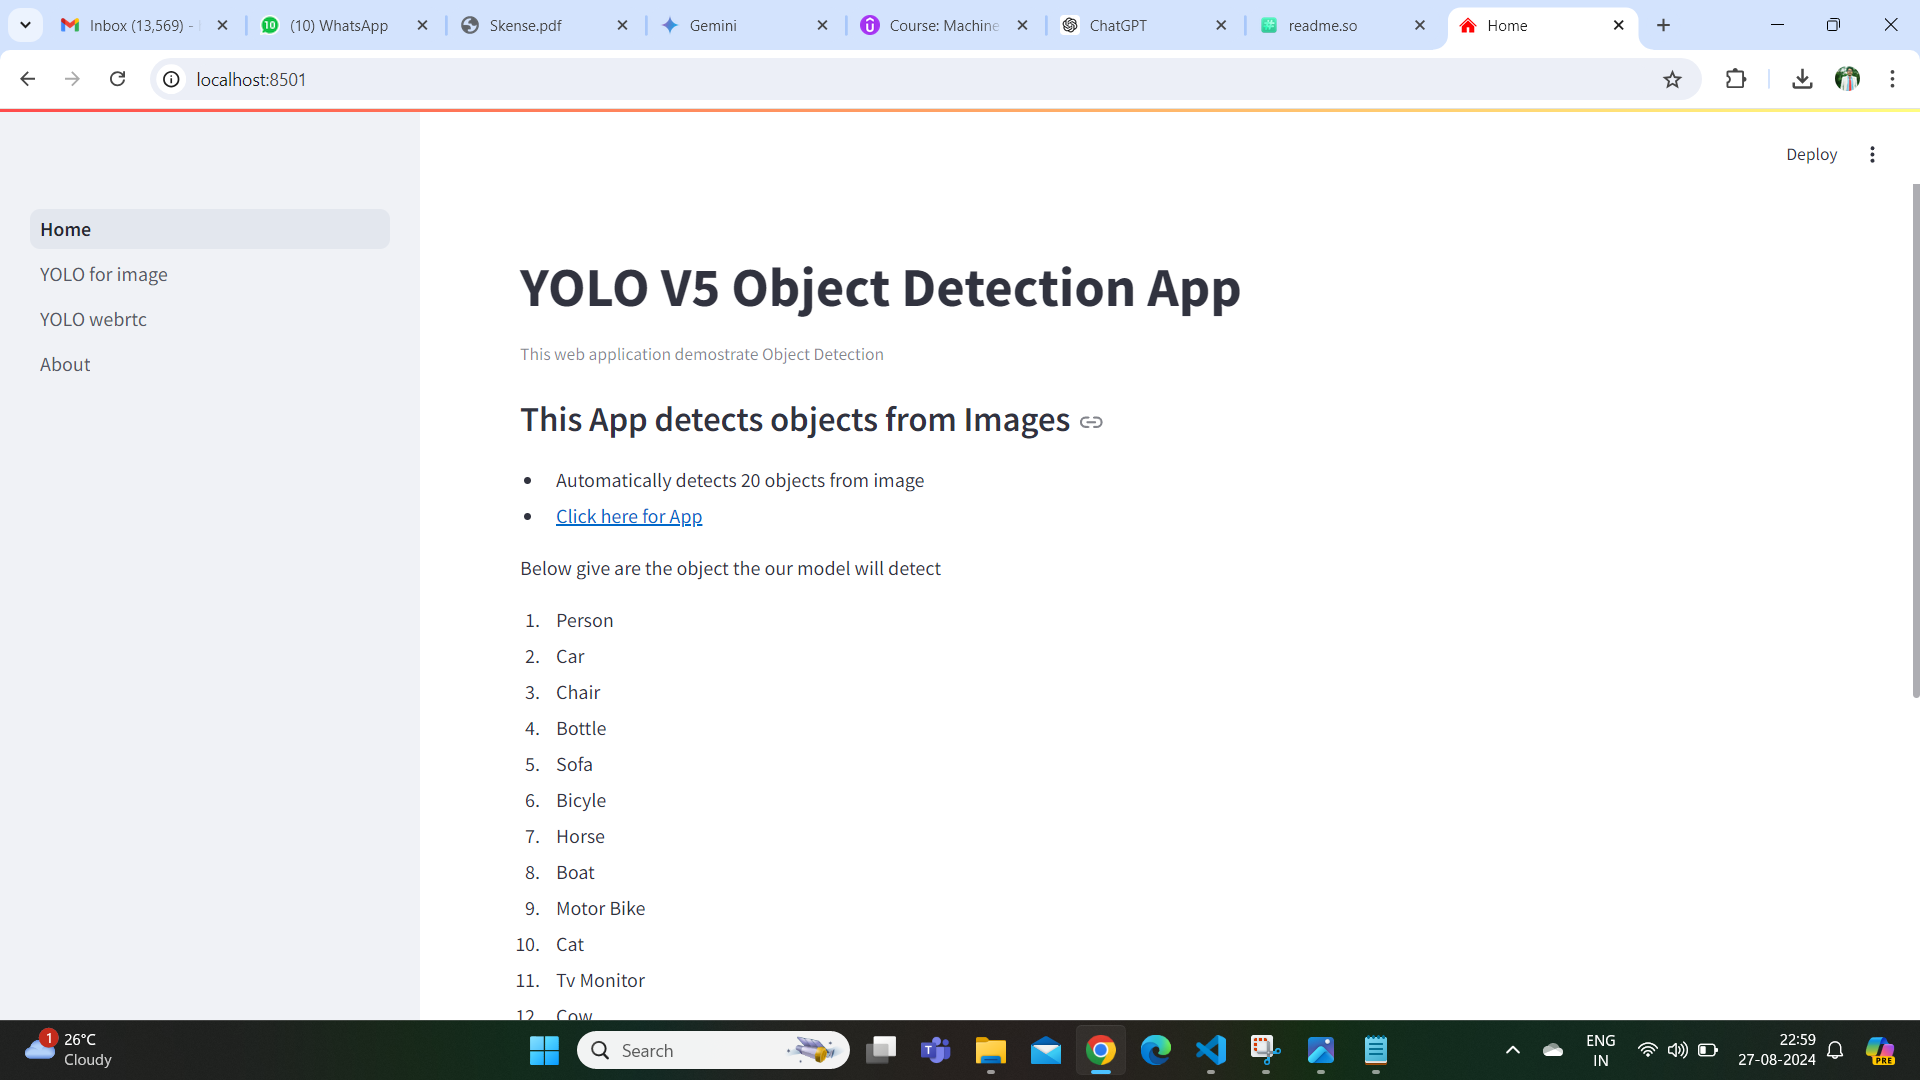 Inbox (13,569) -
10
(10) WhatsApp
Skense.pdf
Gemini
Course: Machine
ChatGPT
readme.so
Home
localhost:8501
Deploy
Home
YOLO for image
YOLO webrtc
About
YOLO V5 Object Detection App
This web application demostrate Object Detection
This App detects objects from Images
Automatically detects 20 objects from image
Click here for App
Below give are the object the our model will detect
1. Person
2. Car
3. Chair
4. Bottle
5. Sofa
6. Bicyle
7. Horse
8. Boat
9. Motor Bike
10. Cat
11. Tv Monitor
12. Cow
1
26°C
Cloudy
Search
ENG
IN
22:59
27-08-2024
PRE